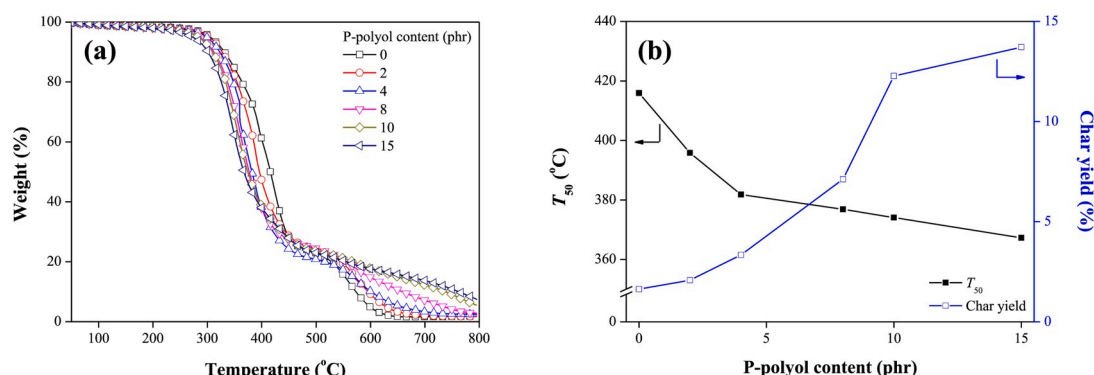 (a)
P-polyol content (phr)
0
2
4
8
10
15
Weight (%)
100
80
60
40
20
0
100 200 300 400 500 600 700 800
Temperature (°C)
(b)
T50 (°C)
440
420
400
380
360
0
15
10
5
0
Char yield (%)
T50
Char yield
0 5 10 15
P-polyol content (phr)